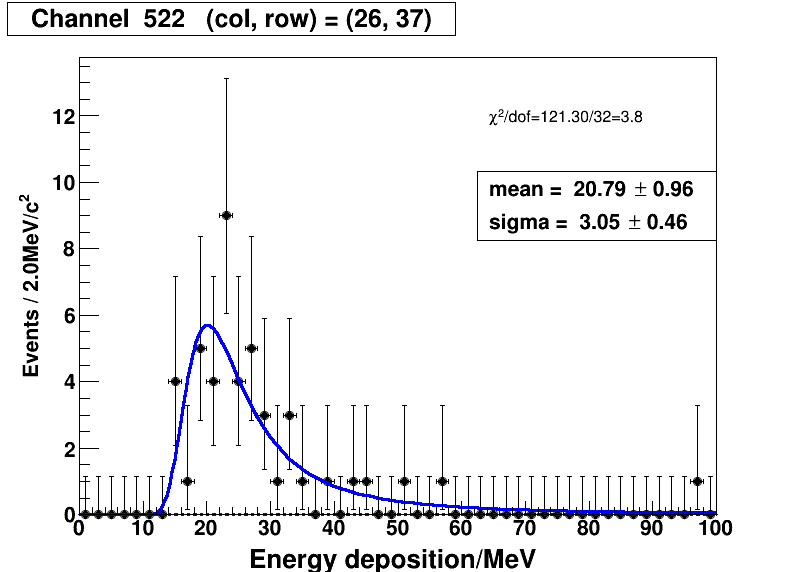 Channel 522 (col, row) = (26, 37)
χ²/dof=121.30/32=3.8
mean = 20.79 ± 0.96
sigma = 3.05 ± 0.46
Events / 2.0MeV/c²
12
10
8
6
4
2
0
0 10 20 30 40 50 60 70 80 90 100
Energy deposition/MeV